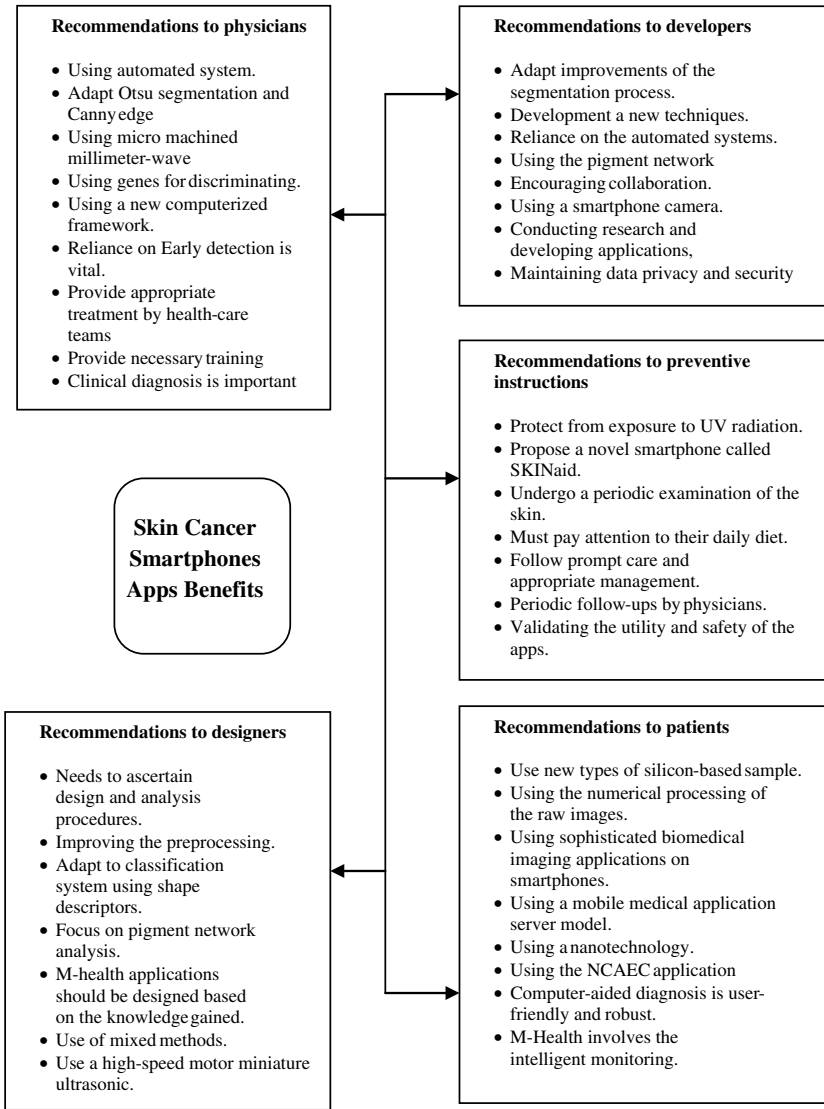 Recommendations to physicians
• Using automated system.
• Adapt Otsu segmentation and
Canny edge
• Using micro machined
millimeter-wave
• Using genes for discriminating.
• Using a new computerized
framework.
• Reliance on Early detection is
vital.
• Provide appropriate
treatment by health-care
teams
• Provide necessary training
• Clinical diagnosis is important
Recommendations to developers
• Adapt improvements of the
segmentation process.
• Development a new techniques.
• Reliance on the automated systems.
• Using the pigment network
• Encouraging collaboration.
• Using a smartphone camera.
• Conducting research and
developing applications,
• Maintaining data privacy and security
Recommendations to preventive
instructions
• Protect from exposure to UV radiation.
• Propose a novel smartphone called
SKINaid.
• Undergo a periodic examination of the
skin.
• Must pay attention to their daily diet.
• Follow prompt care and
appropriate management.
• Periodic follow-ups by physicians.
• Validating the utility and safety of the
apps.
Skin Cancer
Smartphones
Apps Benefits
Recommendations to designers
• Needs to ascertain
design and analysis
procedures.
• Improving the preprocessing.
• Adapt to classification
system using shape
descriptors.
• Focus on pigment network
analysis.
• M-health applications
should be designed based
on the knowledge gained.
• Use of mixed methods.
• Use a high-speed motor miniature
ultrasonic.
Recommendations to patients
• Use new types of silicon-based sample.
• Using the numerical processing of
the raw images.
• Using sophisticated biomedical
imaging applications on
smartphones.
• Using a mobile medical application
server model.
• Using a nanotechnology.
• Using the NCAEC application
• Computer-aided diagnosis is user-
friendly and robust.
• M-Health involves the
intelligent monitoring.